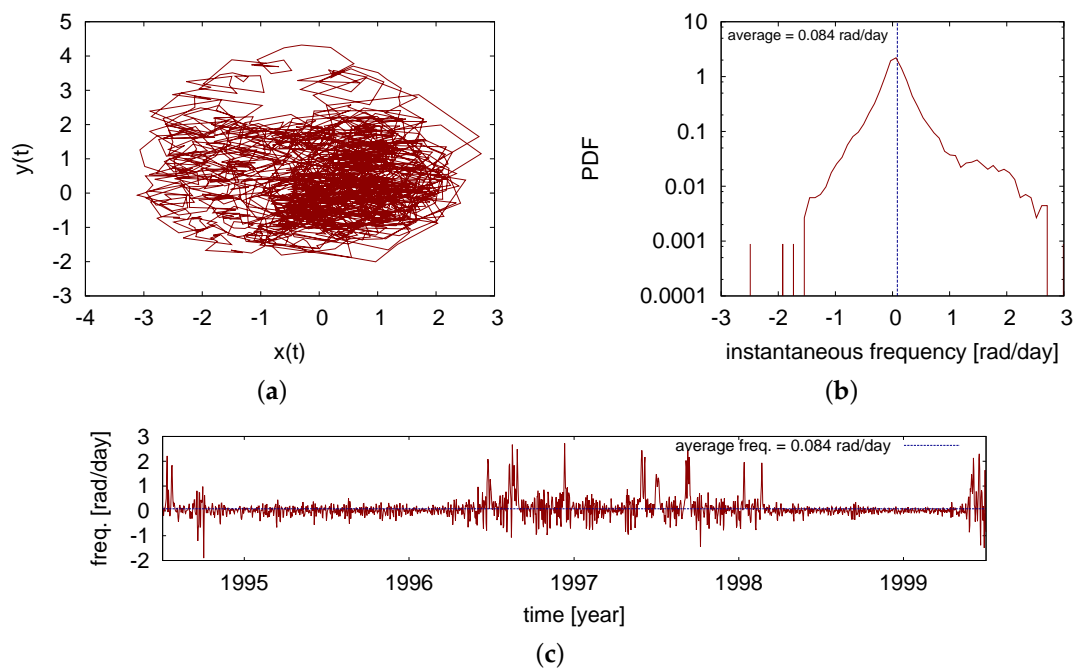 5
4
3
2
1
0
-1
-2
-3
y(t)
-4 -3 -2 -1 0 1 2 3
x(t)
(a)
average = 0.084 rad/day
10
1
0.1
0.01
0.001
0.0001
PDF
-3 -2 -1 0 1 2 3
instantaneous frequency [rad/day]
(b)
average freq. = 0.084 rad/day
3
2
1
0
-1
-2
freq. [rad/day]
1995 1996 1997 1998 1999
time [year]
(c)